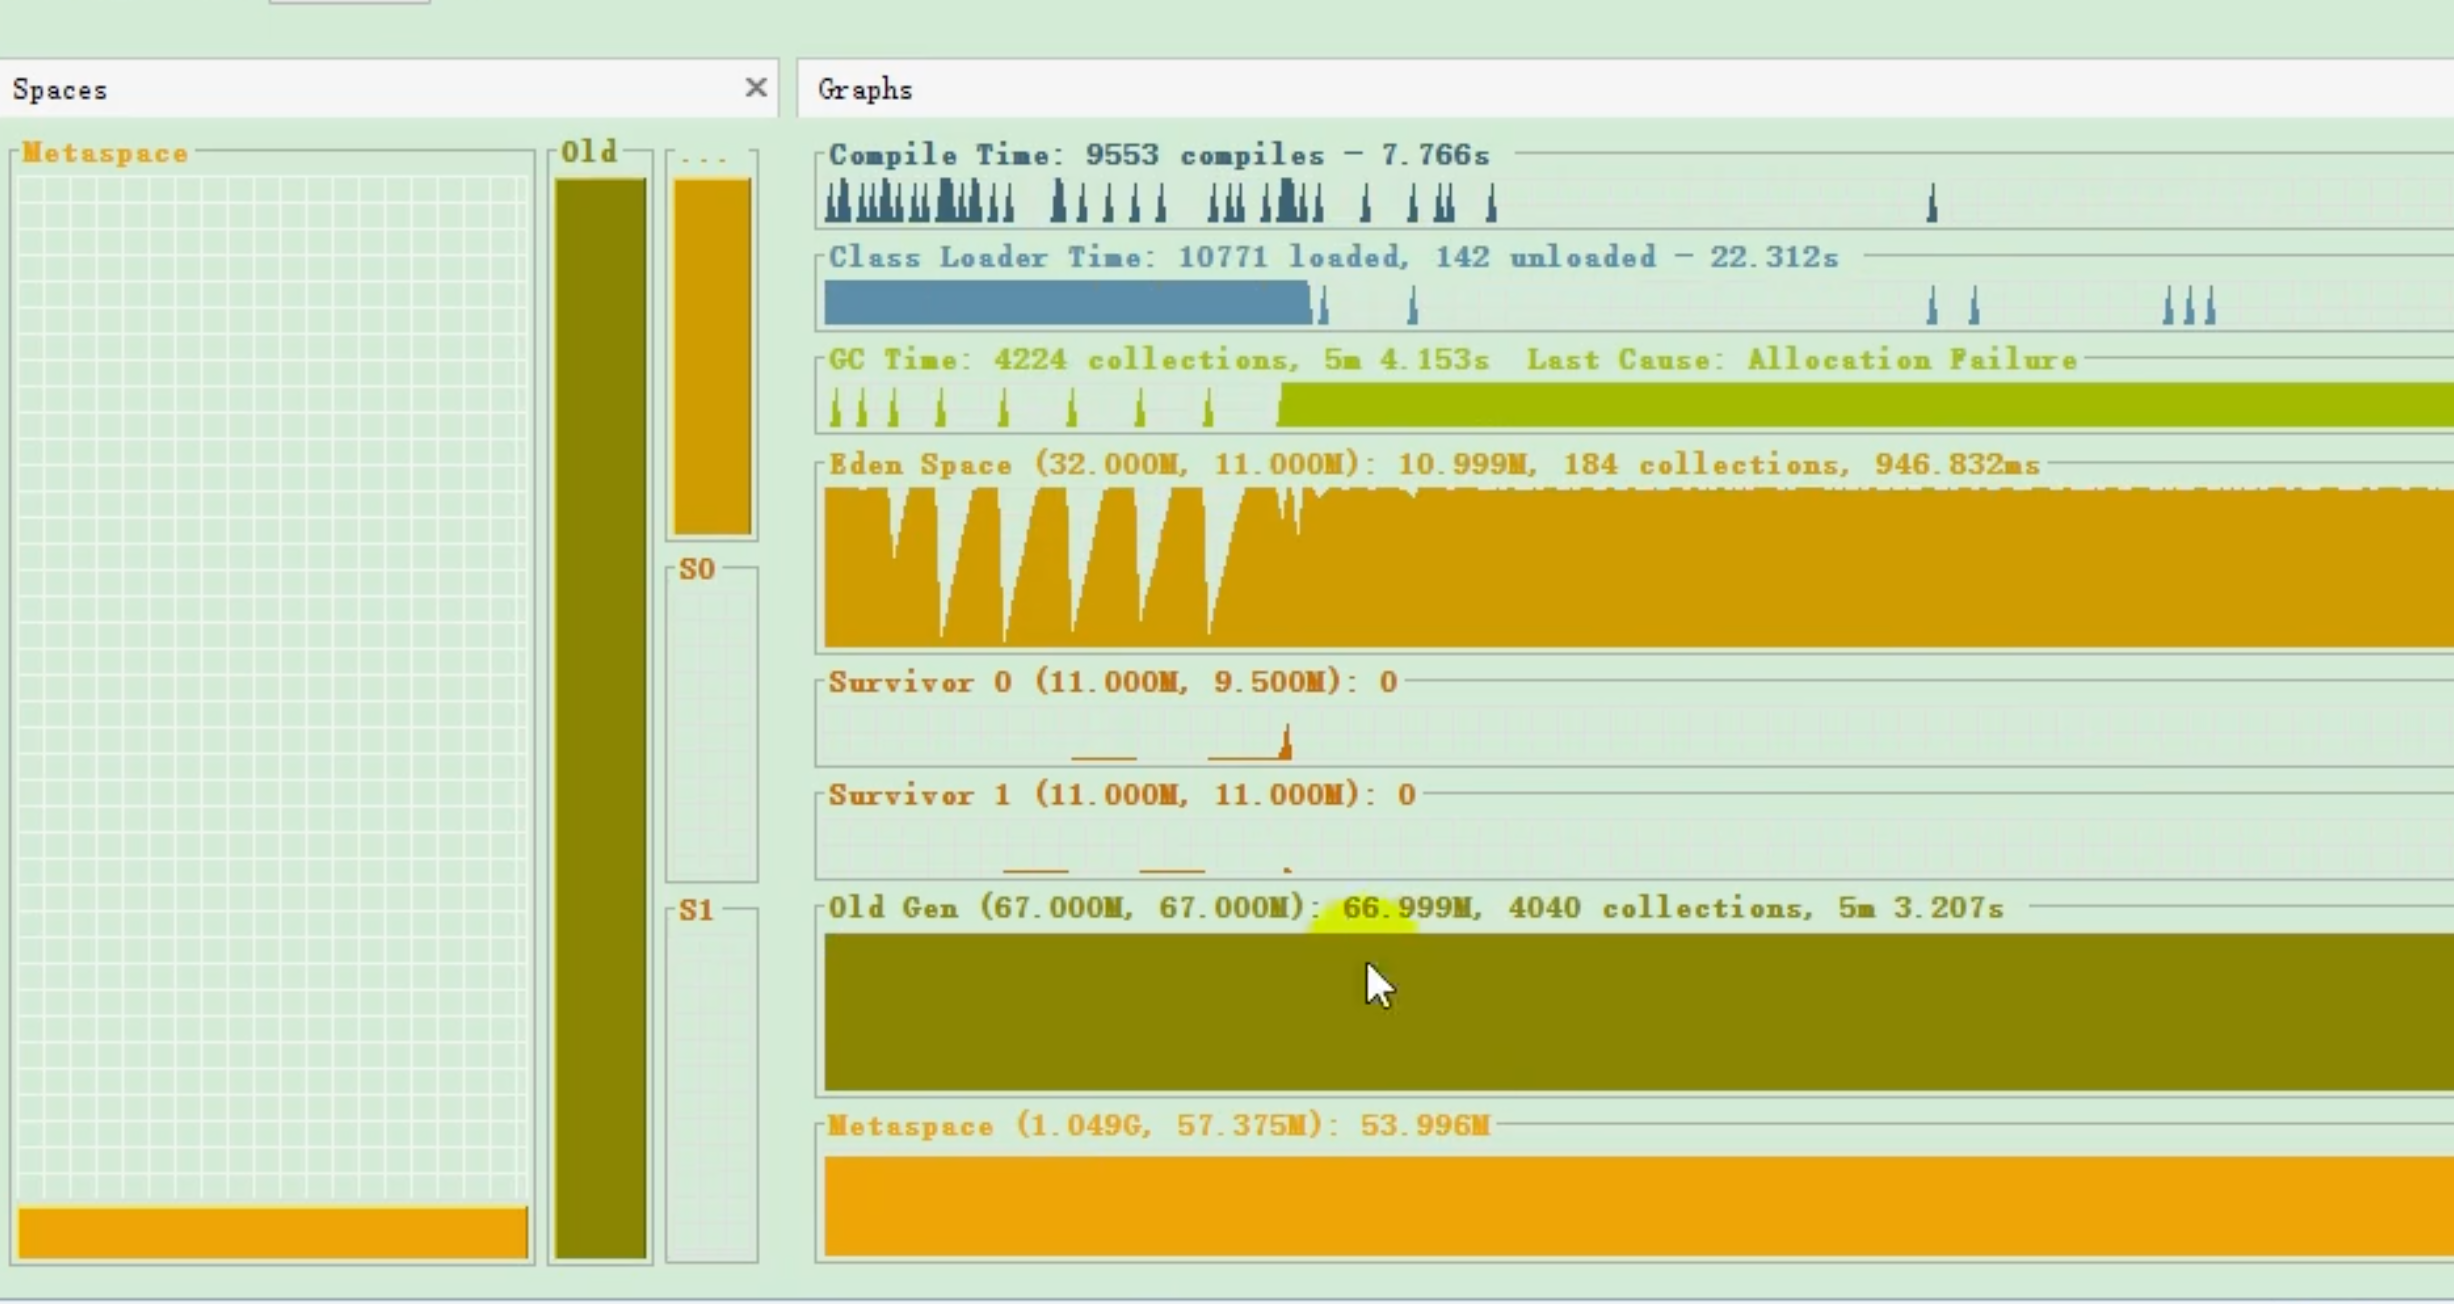 Spaces
Graphs
Metaspace
Old
...
S0
S1
Compile Time: 9553 compiles - 7.766s
Class Loader Time: 10771 loaded, 142 unloaded - 22.312s
GC Time: 4224 collections, 5m 4.153s Last Cause: Allocation Failure
Eden Space (32.000M, 11.000M): 10.999M, 184 collections, 946.832ms
Survivor 0 (11.000M, 9.500M): 0
Survivor 1 (11.000M, 11.000M): 0
Old Gen (67.000M, 67.000M): 66.999M, 4040 collections, 5m 3.207s
Metaspace (1.049G, 57.375M): 53.996M